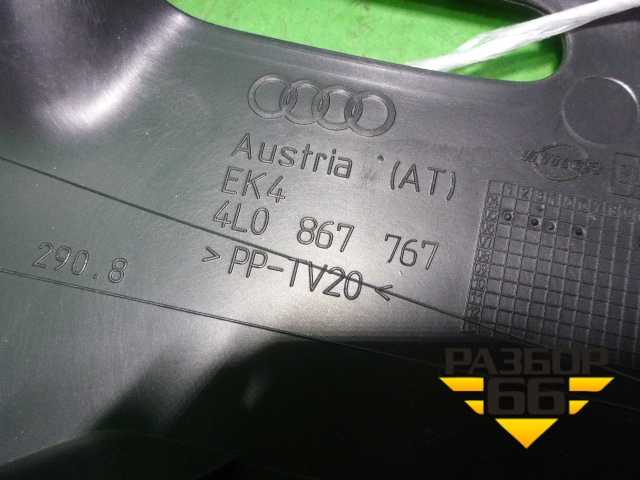 Austria (AT)
EK4
4L0 867 767
> PP-TV20 <
290.8
РАЗБОР
66